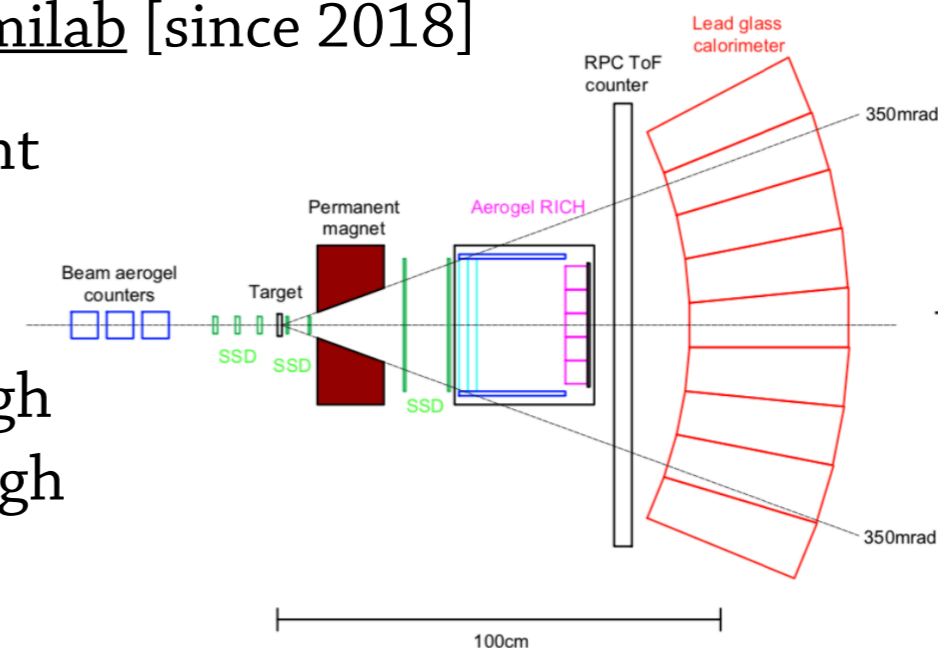 milab [since 2018]
nt
gh
gh
Lead glass
calorimeter
RPC ToF
counter
350mrad
Permanent
magnet
Aerogel RICH
Beam aerogel
counters
Target
SSD
SSD
SSD
350mrad
100cm